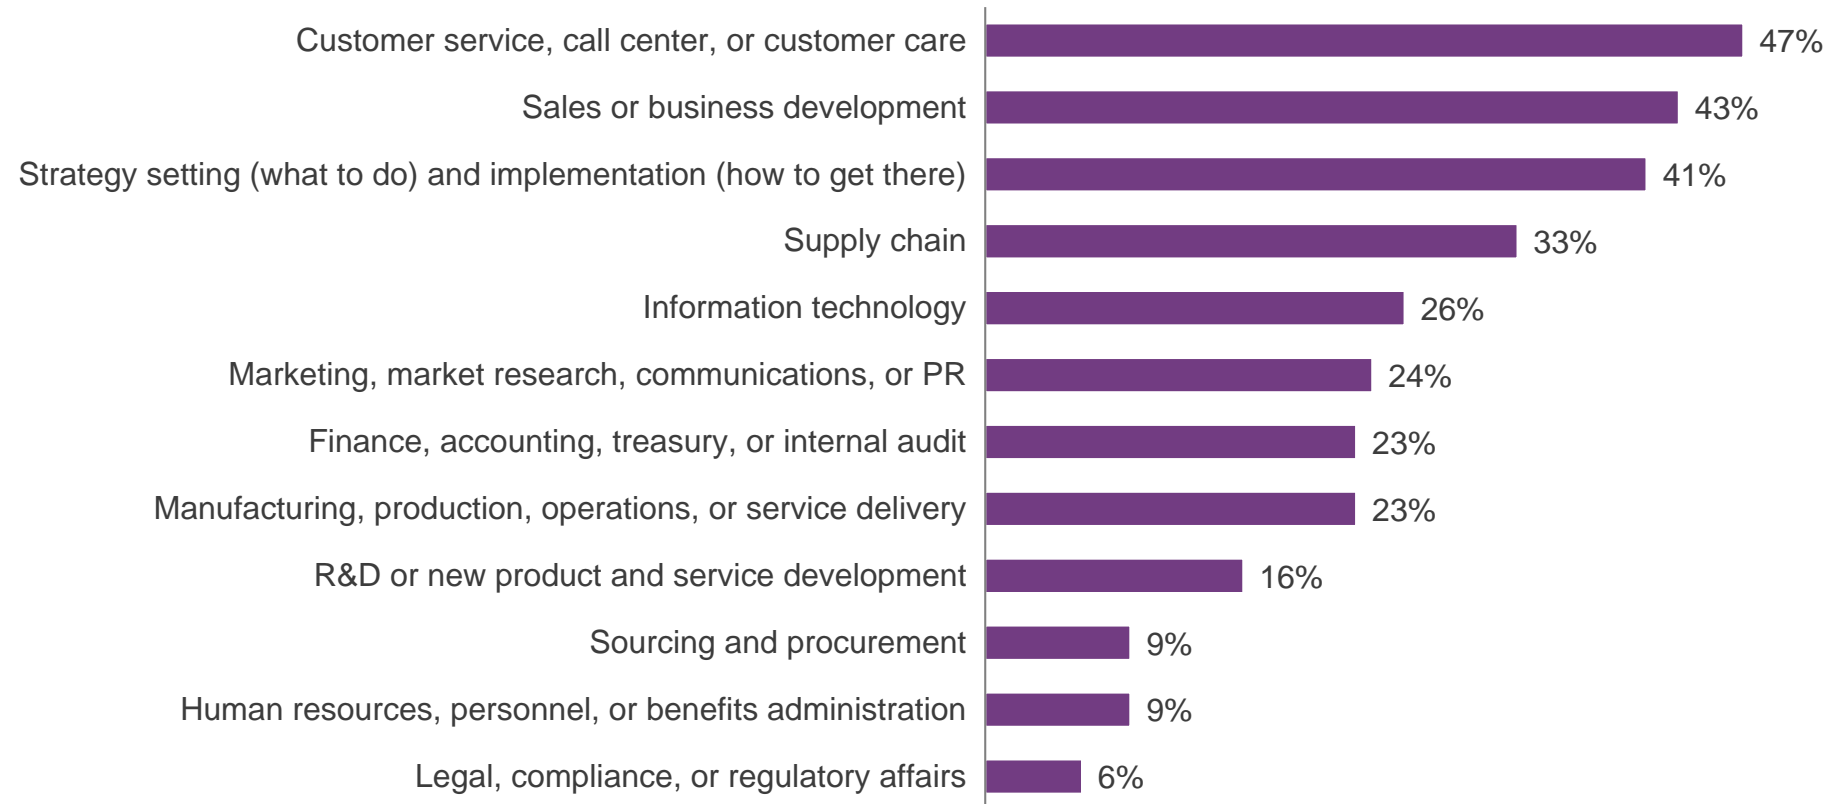 Customer service, call center, or customer care 47%
Sales or business development 43%
Strategy setting (what to do) and implementation (how to get there) 41%
Supply chain 33%
Information technology 26%
Marketing, market research, communications, or PR 24%
Finance, accounting, treasury, or internal audit 23%
Manufacturing, production, operations, or service delivery 23%
R&D or new product and service development 16%
Sourcing and procurement 9%
Human resources, personnel, or benefits administration 9%
Legal, compliance, or regulatory affairs 6%